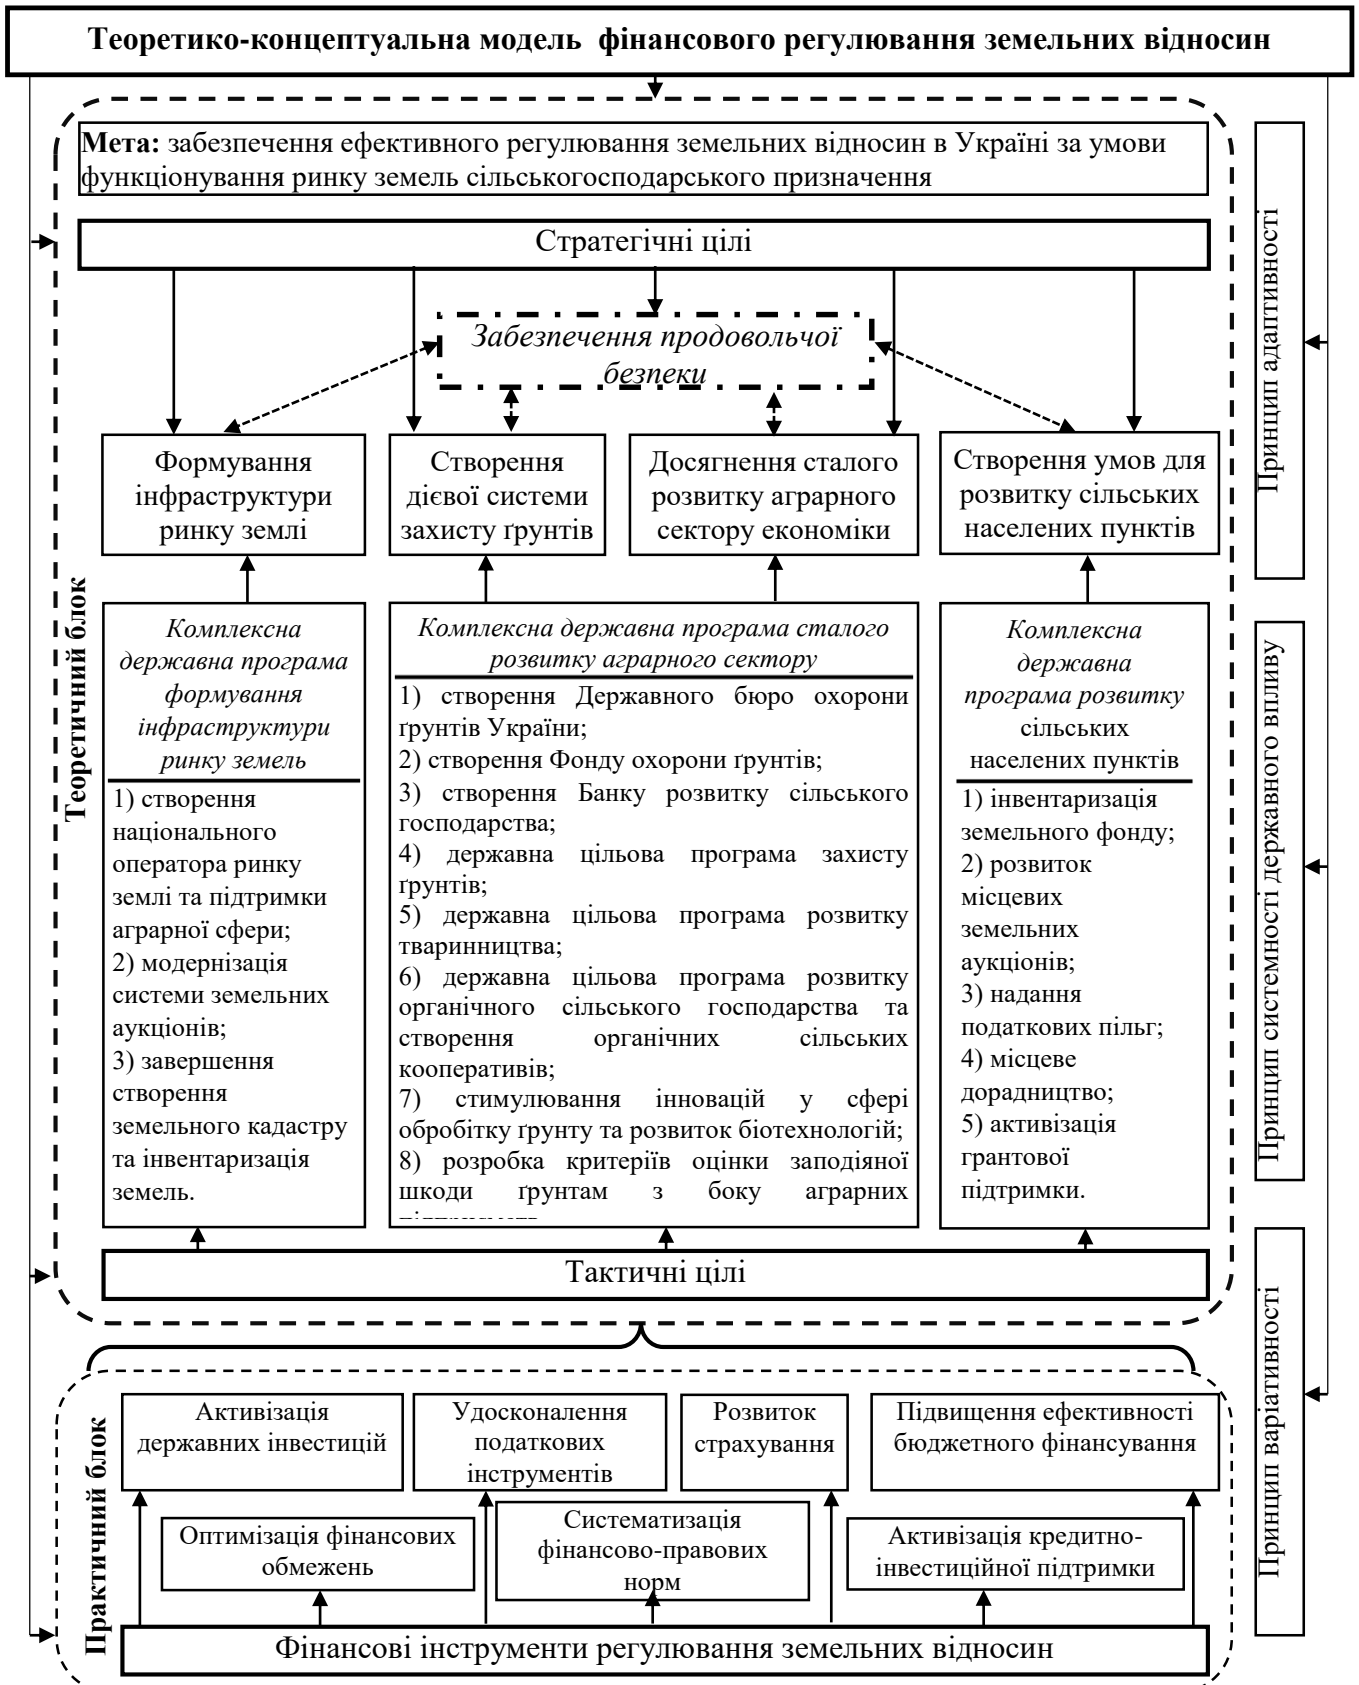 Теоретико-концептуальна модель фінансового регулювання земельних відносин
Мета: забезпечення ефективного регулювання земельних відносин в Україні за умови
функціонування ринку земель сільськогосподарського призначення
Стратегічні цілі
Забезпечення продовольчої
безпеки
Формування
інфраструктури
ринку землі
Створення
дієвої системи
захисту ґрунтів
Досягнення сталого
розвитку аграрного
сектору економіки
Створення умов для
розвитку сільських
населених пунктів
Теоретичний блок
Комплексна
державна програма
формування
інфраструктури
ринку земель
1) створення
національного
оператора ринку
землі та підтримки
аграрної сфери;
2) модернізація
системи земельних
аукціонів;
3) завершення
створення
земельного кадастру
та інвентаризація
земель.
Комплексна державна програма сталого
розвитку аграрного сектору
1) створення Державного бюро охорони
ґрунтів України;
2) створення Фонду охорони ґрунтів;
3) створення Банку розвитку сільського
господарства;
4) державна цільова програма захисту
ґрунтів;
5) державна цільова програма розвитку
тваринництва;
6) державна цільова програма розвитку
органічного сільського господарства та
створення органічних сільських
кооперативів;
7) стимулювання інновацій у сфері
обробітку ґрунту та розвиток біотехнологій;
8) розробка критеріїв оцінки заподіяної
шкоди ґрунтам з боку аграрних
Комплексна
державна
програма розвитку
сільських
населених пунктів
1) інвентаризація
земельного фонду;
2) розвиток
місцевих
земельних
аукціонів;
3) надання
податкових пільг;
4) місцеве
дорадництво;
5) активізація
грантової
підтримки.
Тактичні цілі
Принцип адаптивності
Принцип системності державного впливу
Принцип варіативності
Практичний блок
Активізація
державних інвестицій
Удосконалення
податкових
інструментів
Розвиток
страхування
Підвищення ефективності
бюджетного фінансування
Оптимізація фінансових
обмежень
Систематизація
фінансово-правових
норм
Активізація кредитно-
інвестиційної підтримки
Фінансові інструменти регулювання земельних відносин